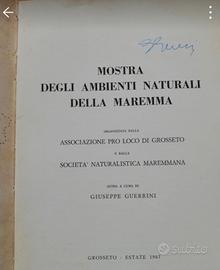 MOSTRA
DEGLI AMBIENTI NATURALI
DELLA MAREMMA
ORGANIZZATA DALLA
ASSOCIAZIONE PRO LOCO DI GROSSETO
E DALLA
SOCIETA' NATURALISTICA MAREMMANA
GUIDA A CURA DI
GIUSEPPE GUERRINI
GROSSETO - ESTATE 1967
subito